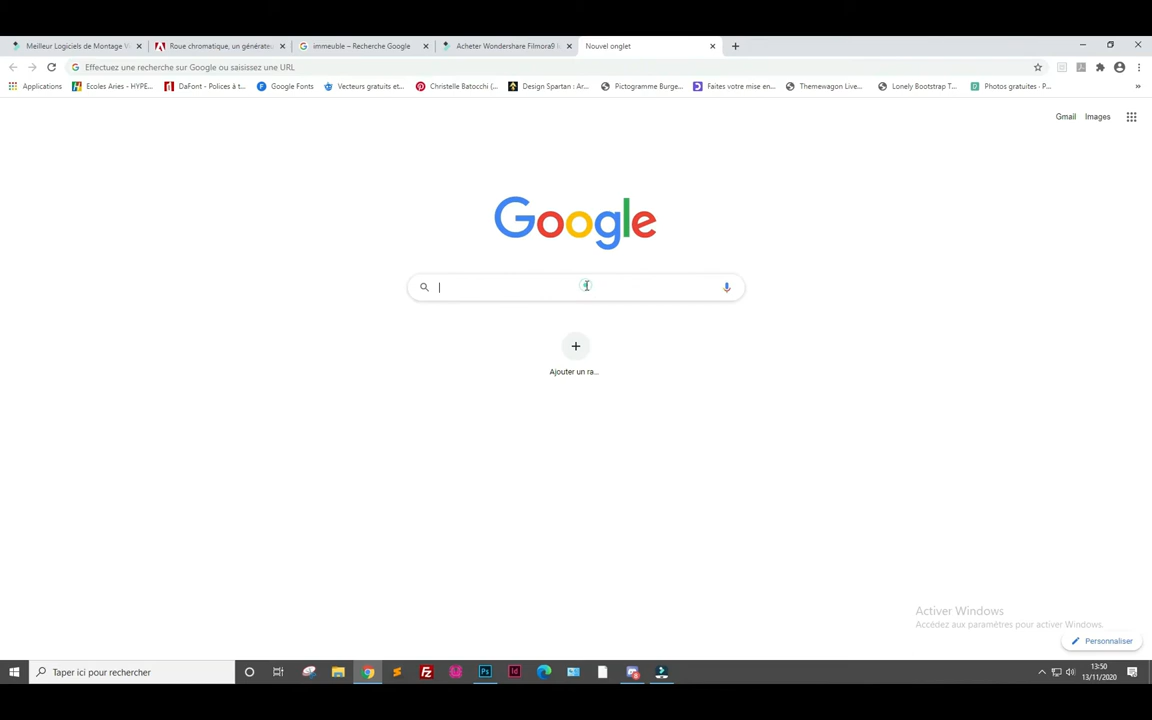 Meilleur Logiciels de Montage V
Roue chromatique, un générateu
immeuble – Recherche Google
Acheter Wondershare Filmora9
Nouvel onglet
Effectuez une recherche sur Google ou saisissez une URL
Applications
Ecoles Aries - HYPE...
DaFont - Polices à t...
Google Fonts
Vecteurs gratuits et...
Christelle Batocchi (...
Design Spartan : Ar...
Pictogramme Burge...
Faites votre mise en...
Themewagon Live...
Lonely Bootstrap T...
Photos gratuites - P...
»
Gmail
Images
Google
Ajouter un ra...
Activer Windows
Accédez aux paramètres pour activer Windows.
Personnaliser
Taper ici pour rechercher
Ps
Id
13:50
13/11/2020